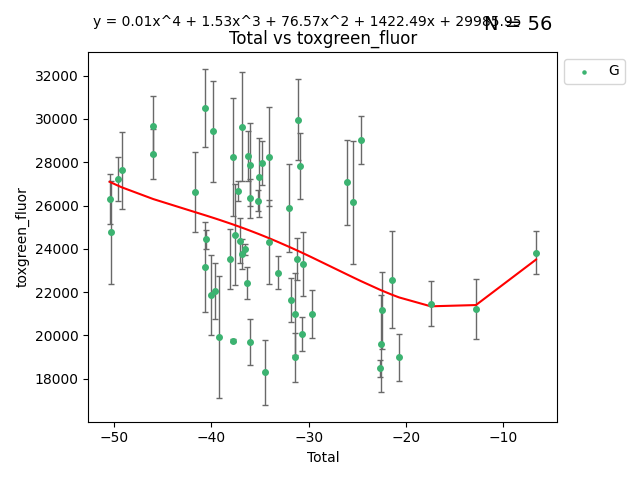 y = 0.01x^4 + 1.53x^3 + 76.57x^2 + 1422.49x + 29985.95
N = 56
Total vs toxgreen_fluor
G
32000
30000
28000
26000
24000
22000
20000
18000
toxgreen_fluor
−50
−40
−30
−20
−10
Total